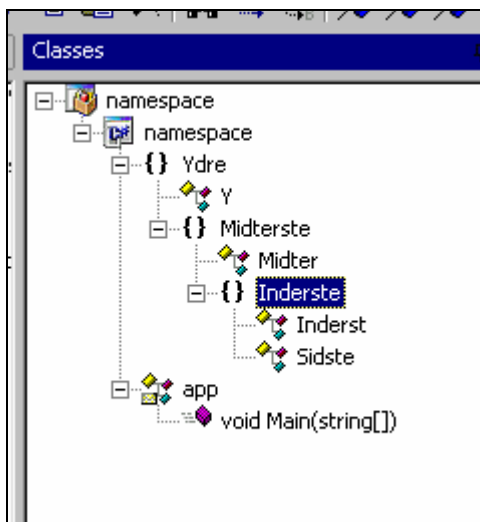 Classes
namespace
namespace
{} Ydre
Y
{} Midterste
Midter
{} Inderste
Inderst
Sidste
app
void Main(string[])